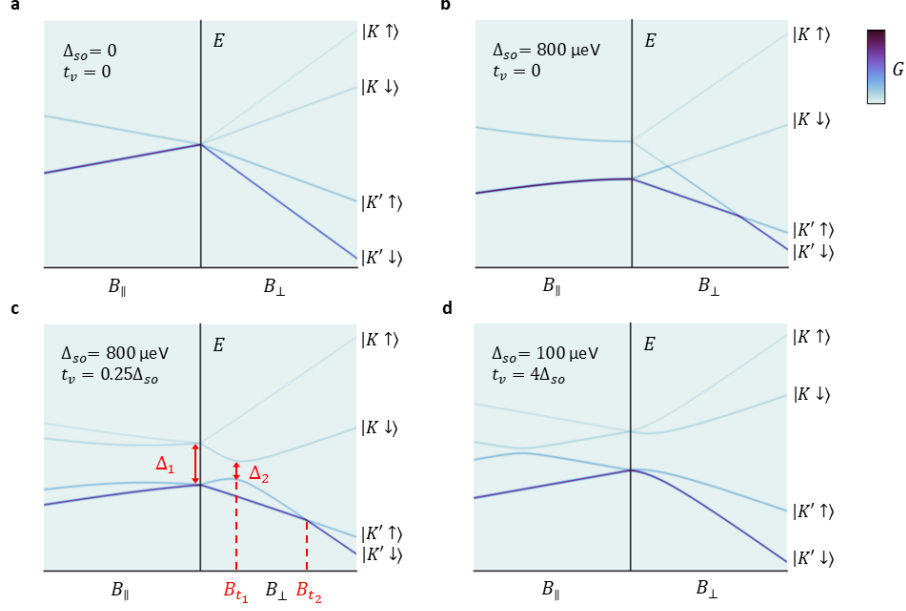 a
Δso= 0
tv = 0
E
|K ↑⟩
|K ↓⟩
|K′ ↑⟩
|K′ ↓⟩
B∥
B⊥
b
Δso= 800 μeV
tv = 0
E
|K ↑⟩
|K ↓⟩
|K′ ↑⟩
|K′ ↓⟩
B∥
B⊥
G
c
Δso= 800 μeV
tv = 0.25Δso
E
|K ↑⟩
|K ↓⟩
|K′ ↑⟩
|K′ ↓⟩
Δ1
Δ2
B∥
Bt1
B⊥
Bt2
d
Δso= 100 μeV
tv = 4Δso
E
|K ↑⟩
|K ↓⟩
|K′ ↑⟩
|K′ ↓⟩
B∥
B⊥